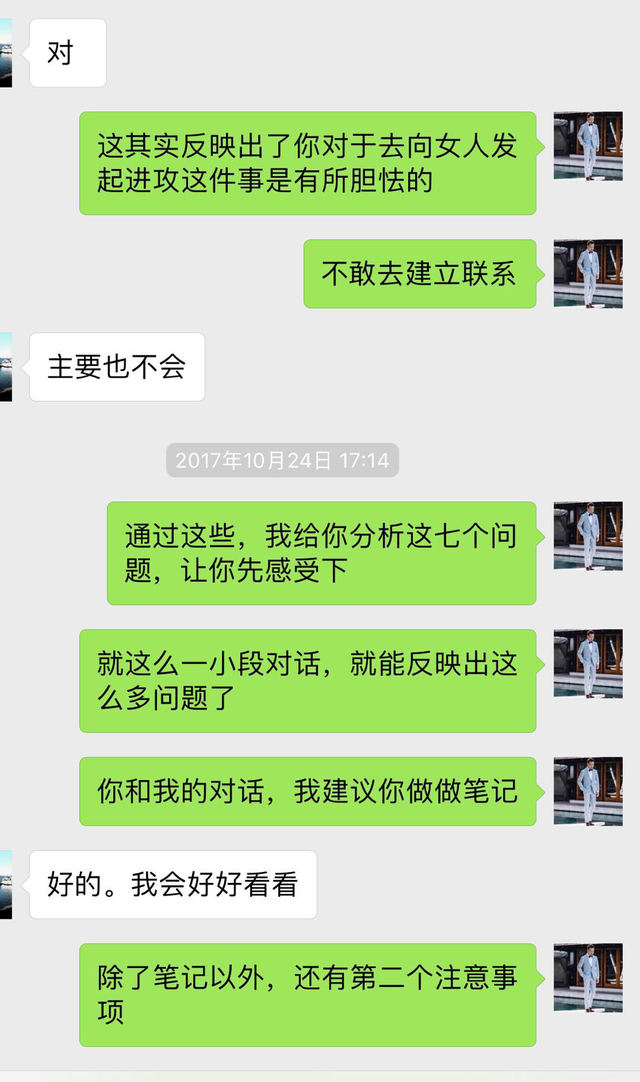 对
这其实反映出了你对于去向女人发
起进攻这件事是有所胆怯的
不敢去建立联系
主要也不会
2017年10月24日 17:14
通过这些，我给你分析这七个问
题，让你先感受下
就这么一小段对话，就能反映出这
么多问题了
你和我的对话，我建议你做做笔记
好的。我会好好看看
除了笔记以外，还有第二个注意事
项